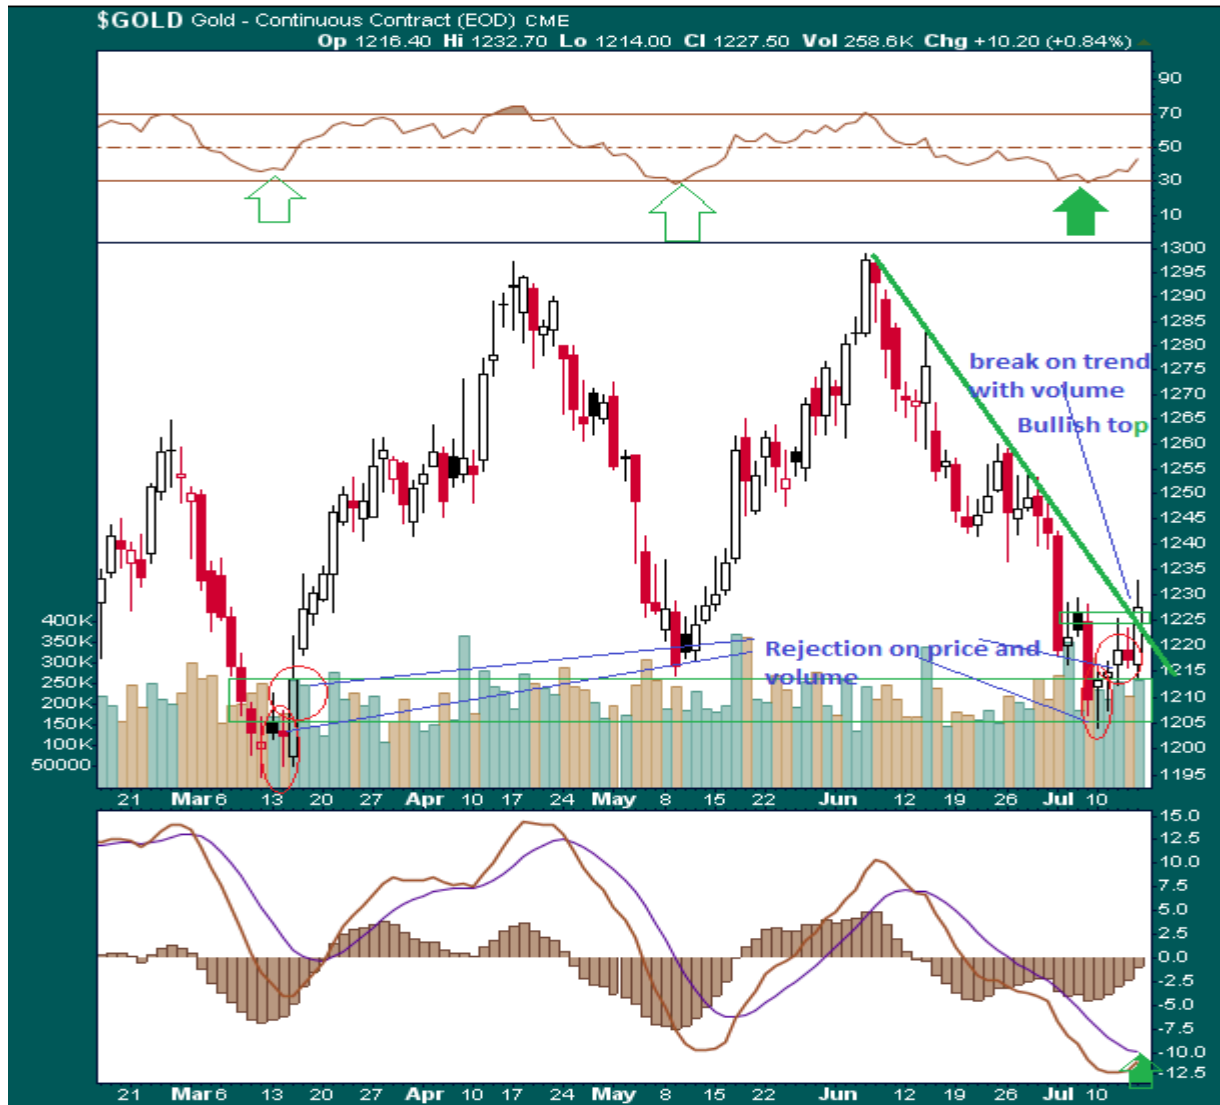 $GOLD Gold - Continuous Contract (EOD) CME
Op 1216.40 Hi 1232.70 Lo 1214.00 Cl 1227.50 Vol 258.6K Chg +10.20 (+0.84%)
90
70
50
30
10
1300
1295
1290
1285
1280
1275
1270
1265
1260
1255
1250
1245
1240
1235
1230
1225
1220
1215
1210
1205
1200
1195
break on trend
with volume
Bullish top
Rejection on price and
volume
400K
350K
300K
250K
200K
150K
100K
50000
21 Mar 6 13 20 27 Apr 10 17 24 May 8 15 22 Jun 12 19 26 Jul 10
15.0
12.5
10.0
7.5
5.0
2.5
0.0
-2.5
-5.0
-7.5
-10.0
-12.5
21 Mar 6 13 20 27 Apr 10 17 24 May 8 15 22 Jun 12 19 26 Jul 10